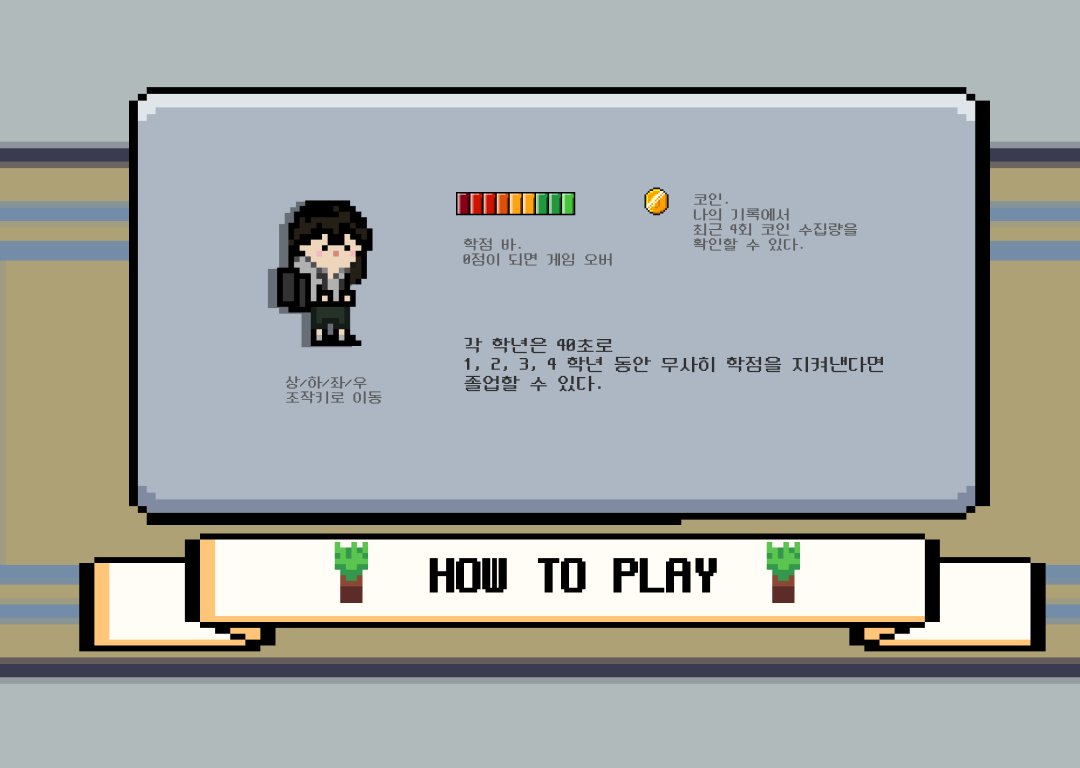 학점 바.
0점이 되면 게임 오버
코인.
나의 기록에서
최근 4회 코인 수집량을
확인할 수 있다.
각 학년은 40초로
1, 2, 3, 4 학년 동안 무사히 학점을 지켜낸다면
졸업할 수 있다.
상/하/좌/우
조작키로 이동
HOW TO PLAY